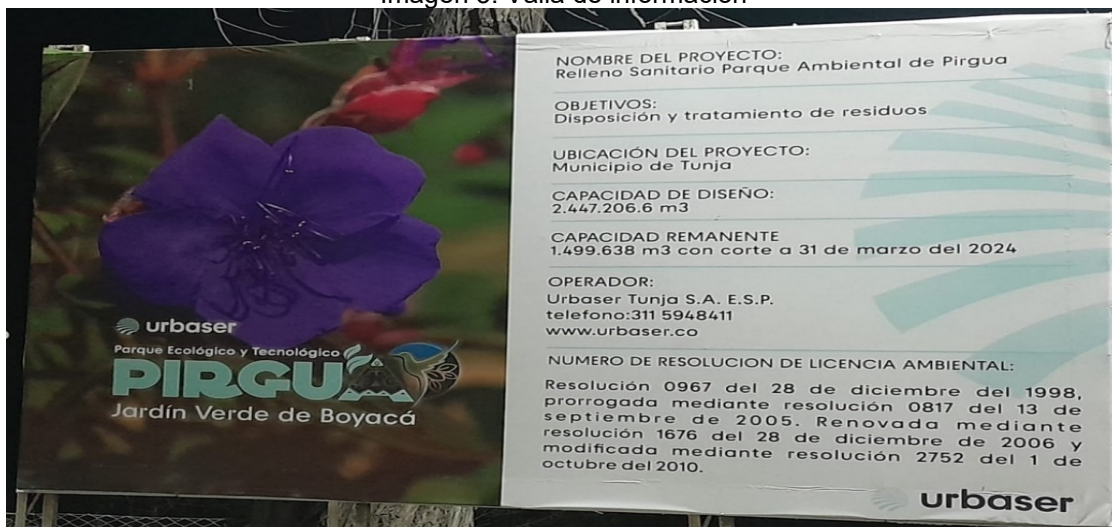 Imagen 3. Valla de información
urbaser
Parque Ecológico y Tecnológico
PIRGUA
Jardín Verde de Boyacá
NOMBRE DEL PROYECTO:
Relleno Sanitario Parque Ambiental de Pirgua
OBJETIVOS:
Disposición y tratamiento de residuos
UBICACIÓN DEL PROYECTO:
Municipio de Tunja
CAPACIDAD DE DISEÑO:
2.447.206.6 m3
CAPACIDAD REMANENTE
1.499.638 m3 con corte a 31 de marzo del 2024
OPERADOR:
Urbaser Tunja S.A. E.S.P.
telefono:311 5948411
www.urbaser.co
NUMERO DE RESOLUCION DE LICENCIA AMBIENTAL:
Resolución 0967 del 28 de diciembre del 1998,
prorrogada mediante resolución 0817 del 13 de
septiembre de 2005. Renovada mediante
resolución 1676 del 28 de diciembre de 2006 y
modificada mediante resolución 2752 del 1 de
octubre del 2010.
urbaser